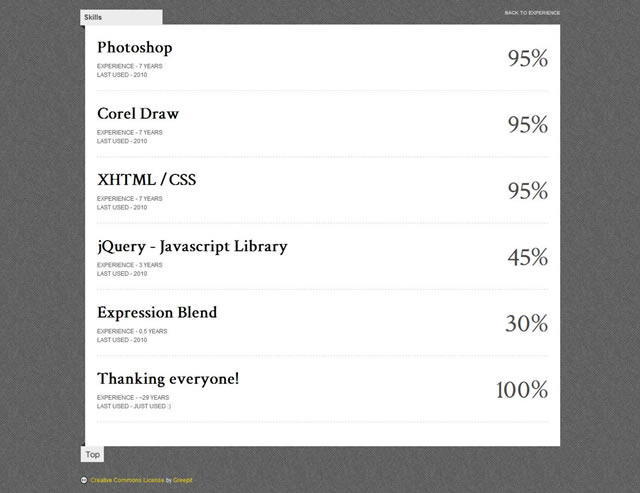 Skills
BACK TO EXPERIENCE
Photoshop
95%
EXPERIENCE - 7 YEARS
LAST USED - 2010
Corel Draw
95%
EXPERIENCE - 7 YEARS
LAST USED - 2010
XHTML / CSS
95%
EXPERIENCE - 7 YEARS
LAST USED - 2010
jQuery - Javascript Library
45%
EXPERIENCE - 3 YEARS
LAST USED - 2010
Expression Blend
30%
EXPERIENCE - 0.5 YEARS
LAST USED - 2010
Thanking everyone!
100%
EXPERIENCE - ~29 YEARS
LAST USED - JUST USED :)
Top
Creative Commons License by Greepit